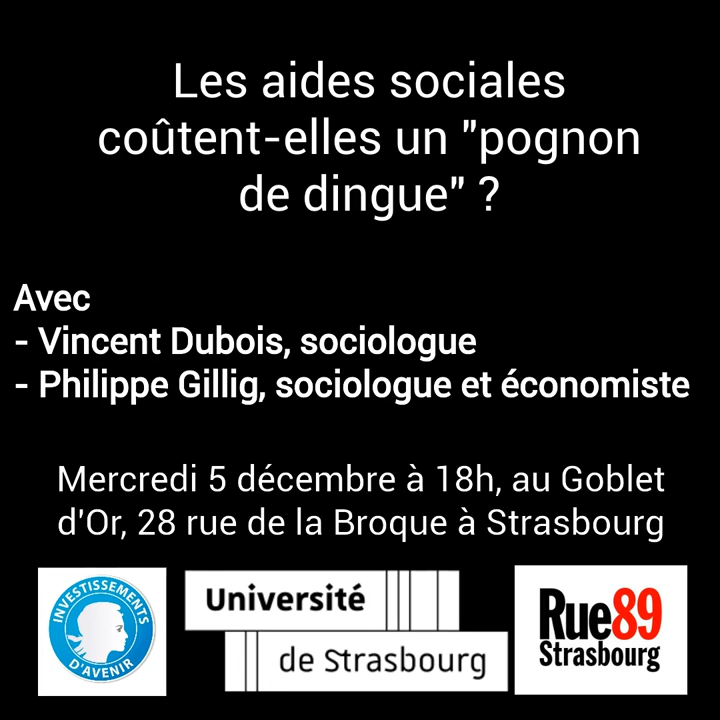 Les aides sociales
coûtent-elles un "pognon
de dingue" ?
Avec
- Vincent Dubois, sociologue
- Philippe Gillig, sociologue et économiste
Mercredi 5 décembre à 18h, au Goblet
d'Or, 28 rue de la Broque à Strasbourg
INVESTISSEMENTS
D'AVENIR
Université
de Strasbourg
Rue89
Strasbourg